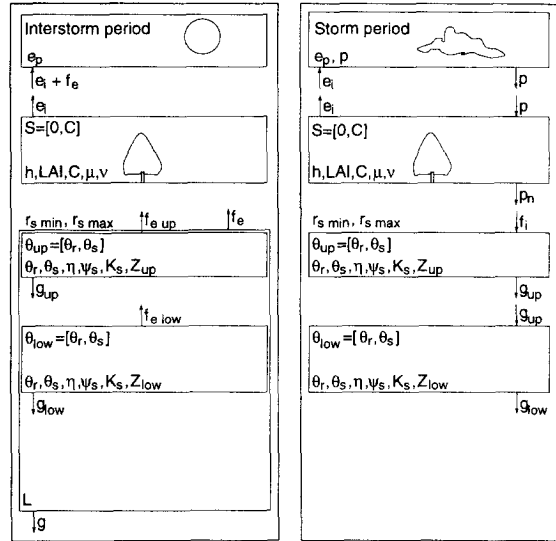 Interstorm period
e_p
e_i + f_e
e_i
S=[0,C]
h,LAI,C,μ,ν
r_s min, r_s max
f_e up
f_e
θ_up=[θ_r,θ_s]
θ_r,θ_s,η,ψ_s,K_s,Z_up
g_up
f_e low
θ_low=[θ_r,θ_s]
θ_r,θ_s,η,ψ_s,K_s,Z_low
g_low
L
g
Storm period
e_p, p
e_i
p
e_i
p
S=[0,C]
h,LAI,C,μ,ν
p_n
r_s min, r_s max
f_i
θ_up=[θ_r,θ_s]
θ_r,θ_s,η,ψ_s,K_s,Z_up
g_up
g_up
θ_low=[θ_r,θ_s]
θ_r,θ_s,η,ψ_s,K_s,Z_low
g_low